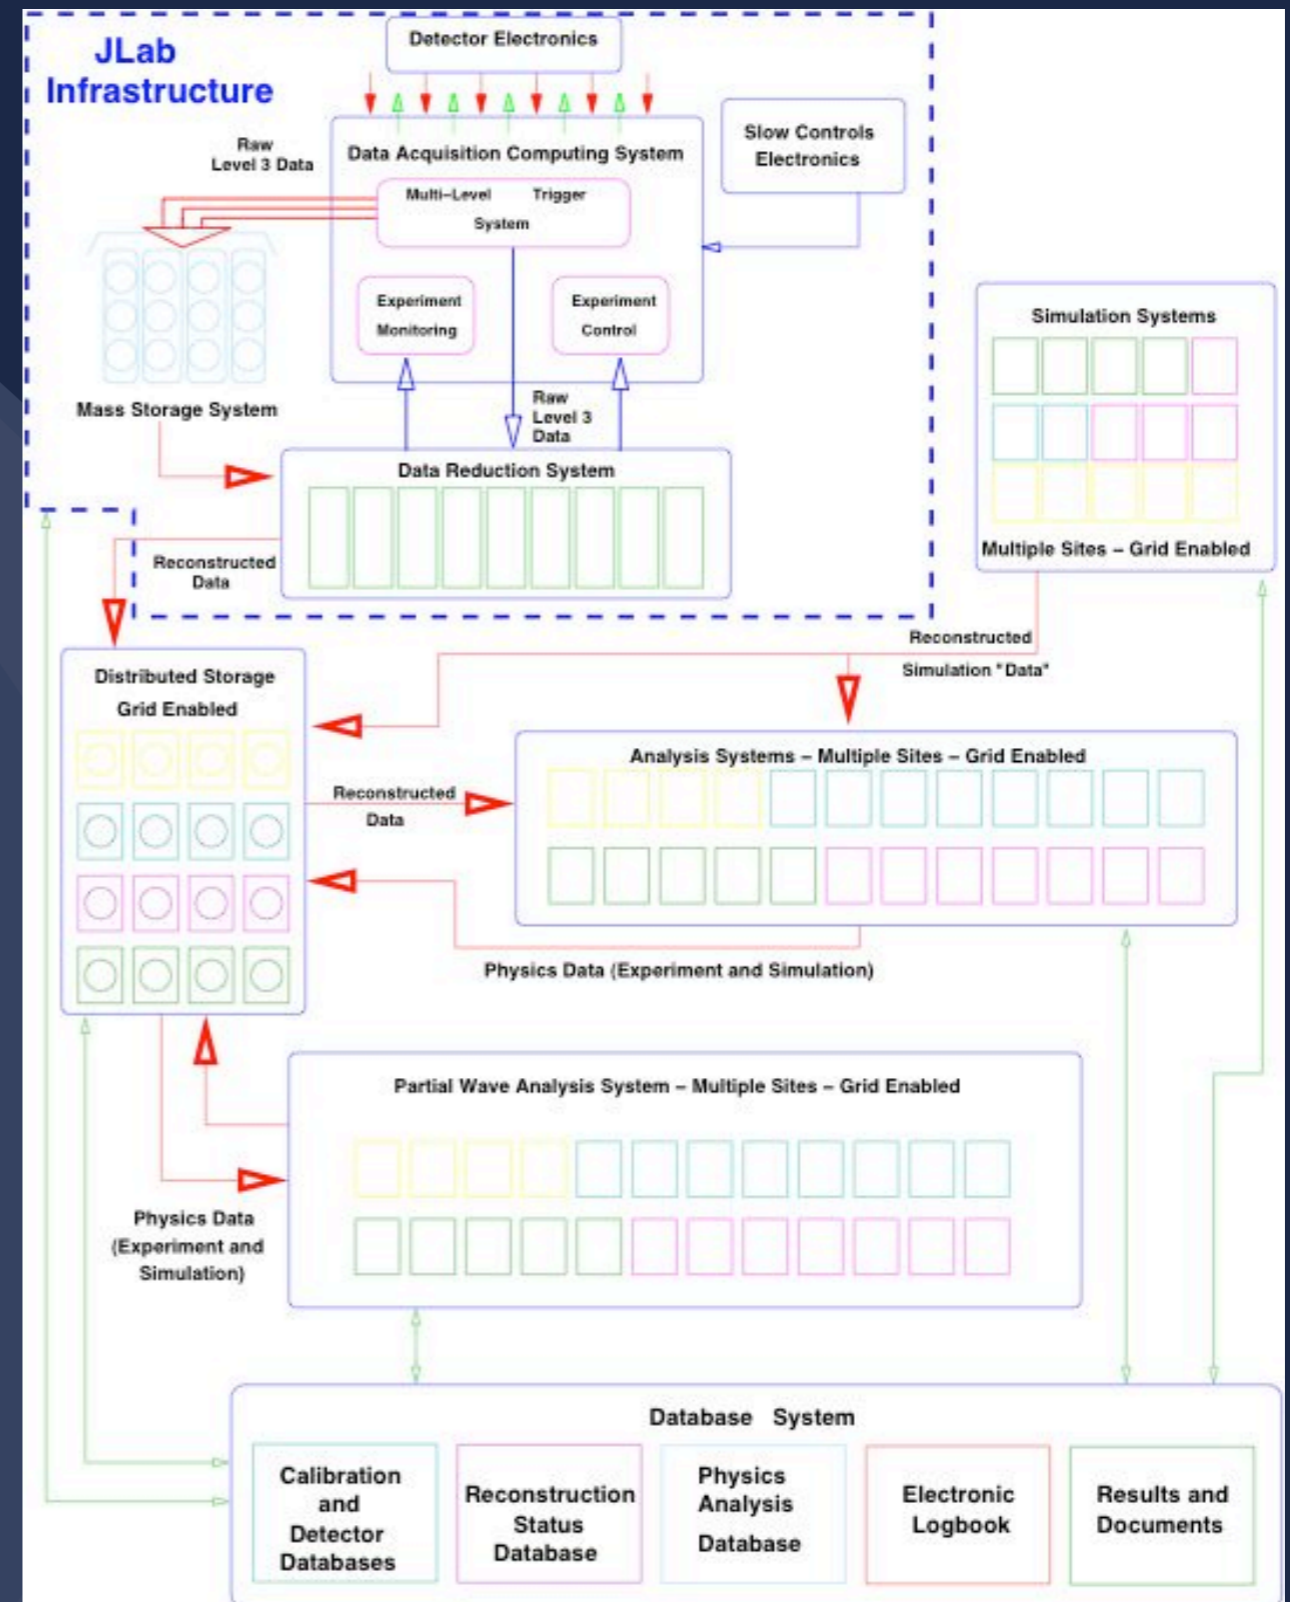 JLab
Infrastructure
Detector Electronics
Raw
Level 3 Data
Data Acquisition Computing System
Slow Controls
Electronics
Multi–Level Trigger
System
Experiment
Monitoring
Experiment
Control
Simulation Systems
Multiple Sites – Grid Enabled
Mass Storage System
Raw
Level 3
Data
Data Reduction System
Reconstructed
Data
Reconstructed
Simulation "Data"
Distributed Storage
Grid Enabled
Analysis Systems – Multiple Sites – Grid Enabled
Reconstructed
Data
Physics Data (Experiment and Simulation)
Partial Wave Analysis System – Multiple Sites – Grid Enabled
Physics Data
(Experiment and
Simulation)
Database System
Calibration
and
Detector
Databases
Reconstruction
Status
Database
Physics
Analysis
Database
Electronic
Logbook
Results and
Documents